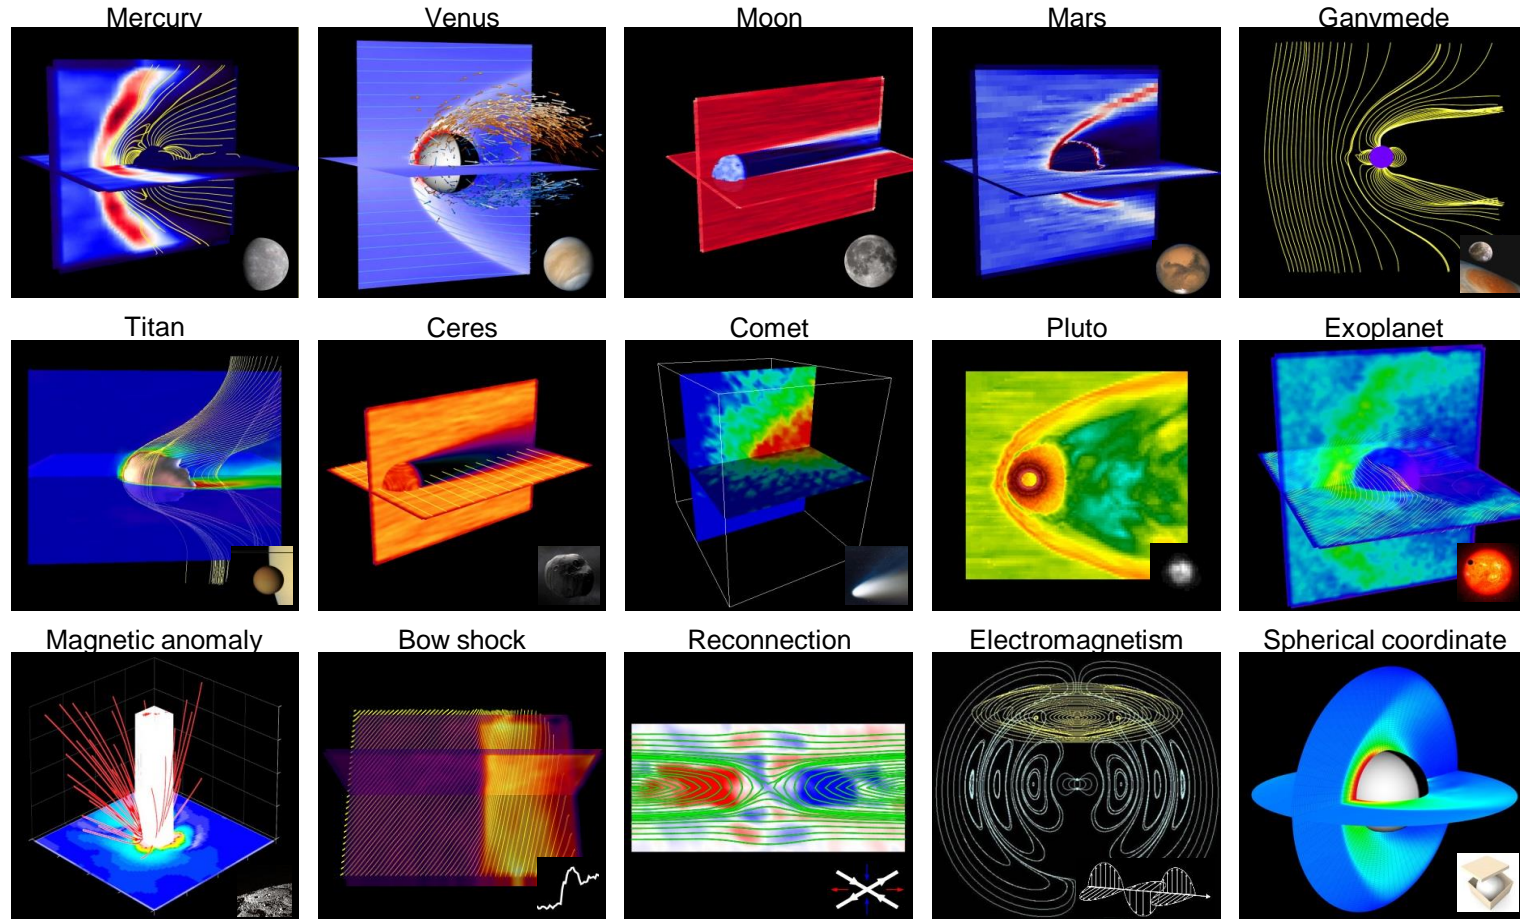 Mercury
Venus
Moon
Mars
Ganymede
Titan
Ceres
Comet
Pluto
Exoplanet
Magnetic anomaly
Bow shock
Reconnection
Electromagnetism
Spherical coordinate